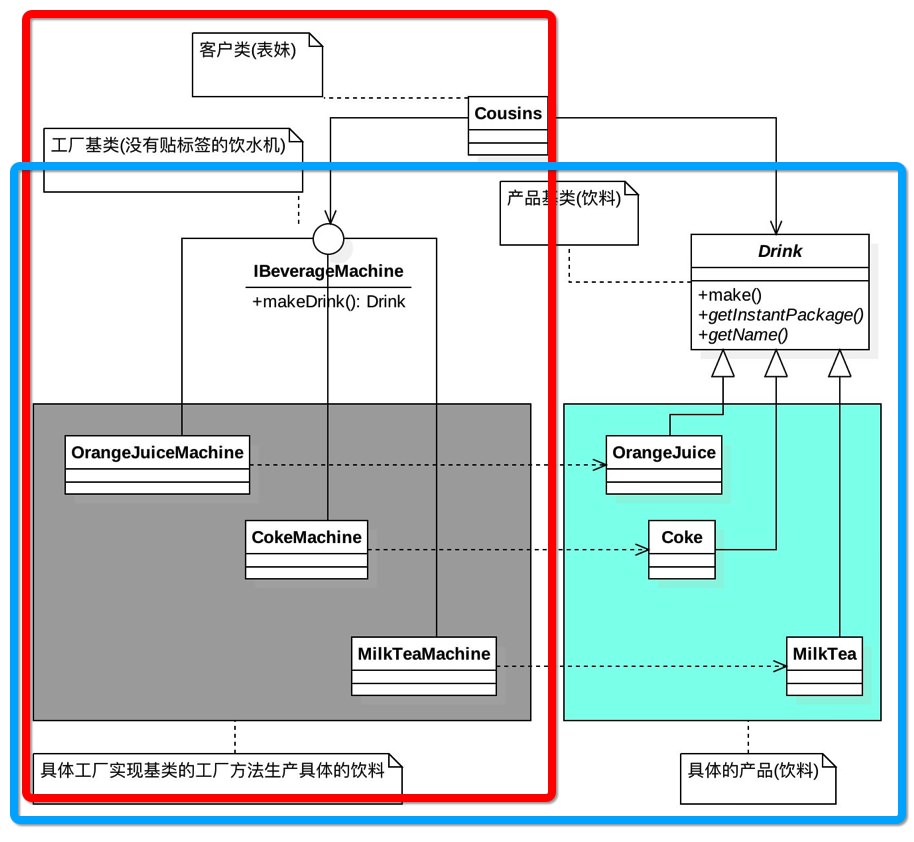 客户类(表妹)
Cousins
工厂基类(没有贴标签的饮水机)
产品基类(饮料)
IBeverageMachine
+makeDrink(): Drink
Drink
+make()
+getInstantPackage()
+getName()
OrangeJuiceMachine
OrangeJuice
CokeMachine
Coke
MilkTeaMachine
MilkTea
具体工厂实现基类的工厂方法生产具体的饮料
具体的产品(饮料)